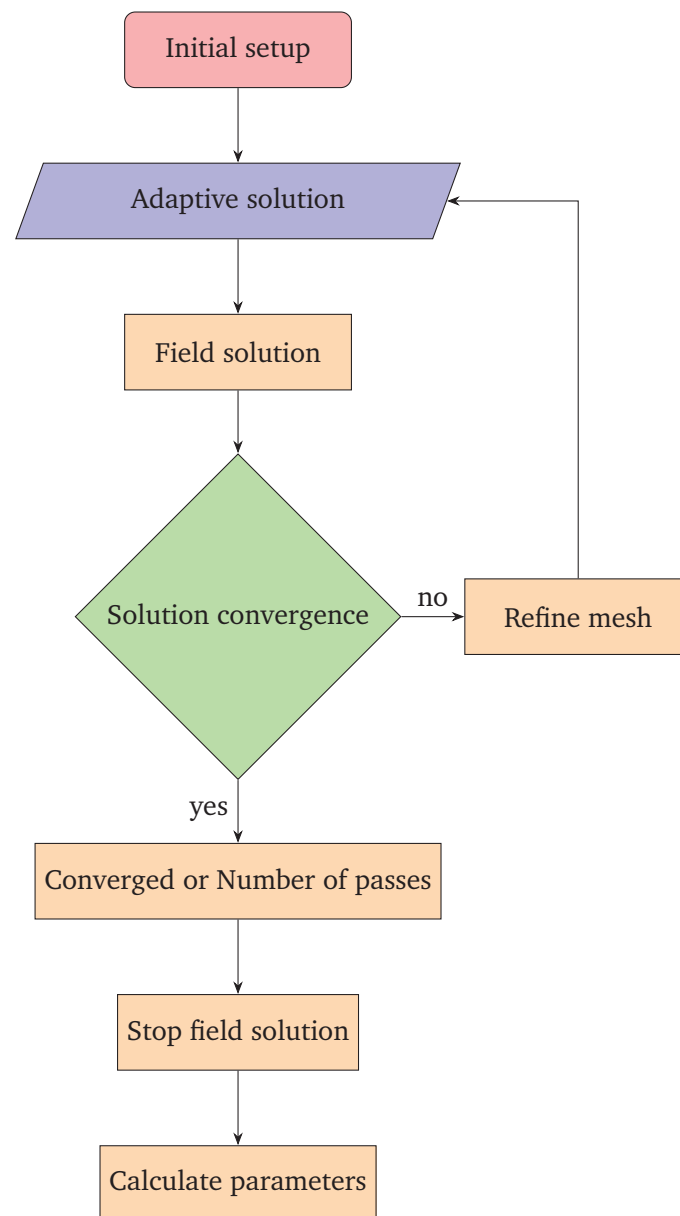 Initial setup
Adaptive solution
Field solution
Solution convergence
no
Refine mesh
yes
Converged or Number of passes
Stop field solution
Calculate parameters